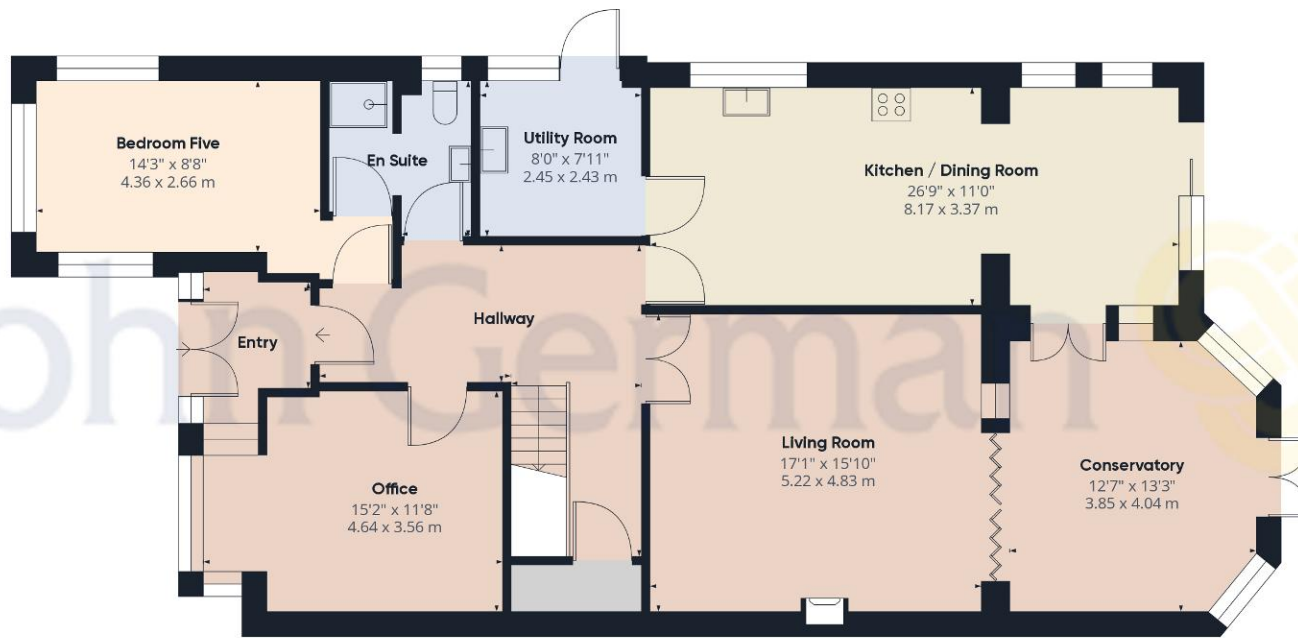 Bedroom Five
14'3" x 8'8"
4.36 x 2.66 m
En Suite
Utility Room
8'0" x 7'11"
2.45 x 2.43 m
Kitchen / Dining Room
26'9" x 11'0"
8.17 x 3.37 m
Entry
Hallway
John German
Office
15'2" x 11'8"
4.64 x 3.56 m
Living Room
17'1" x 15'10"
5.22 x 4.83 m
Conservatory
12'7" x 13'3"
3.85 x 4.04 m